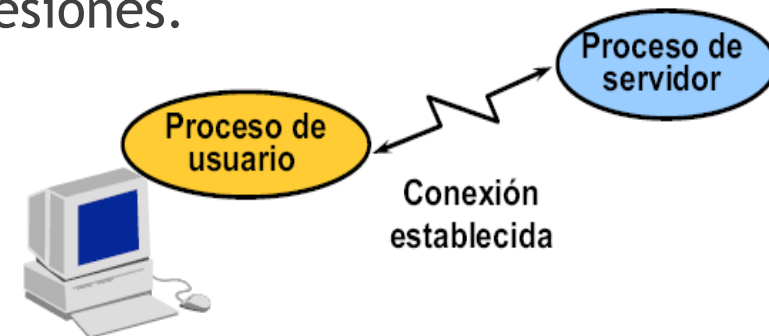 esiones.
Proceso de
servidor
Proceso de
usuario
Conexión
establecida